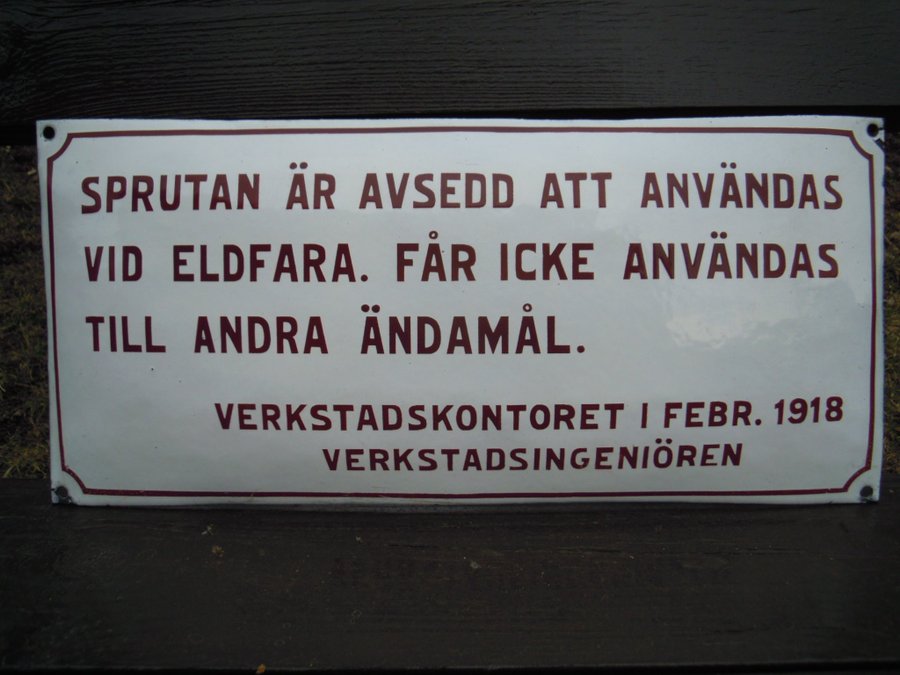 SPRUTAN ÄR AVSEDD ATT ANVÄNDAS
VID ELDFARA. FÅR ICKE ANVÄNDAS
TILL ANDRA ÄNDAMÅL.
VERKSTADSKONTORET I FEBR. 1918
VERKSTADSINGENIÖREN